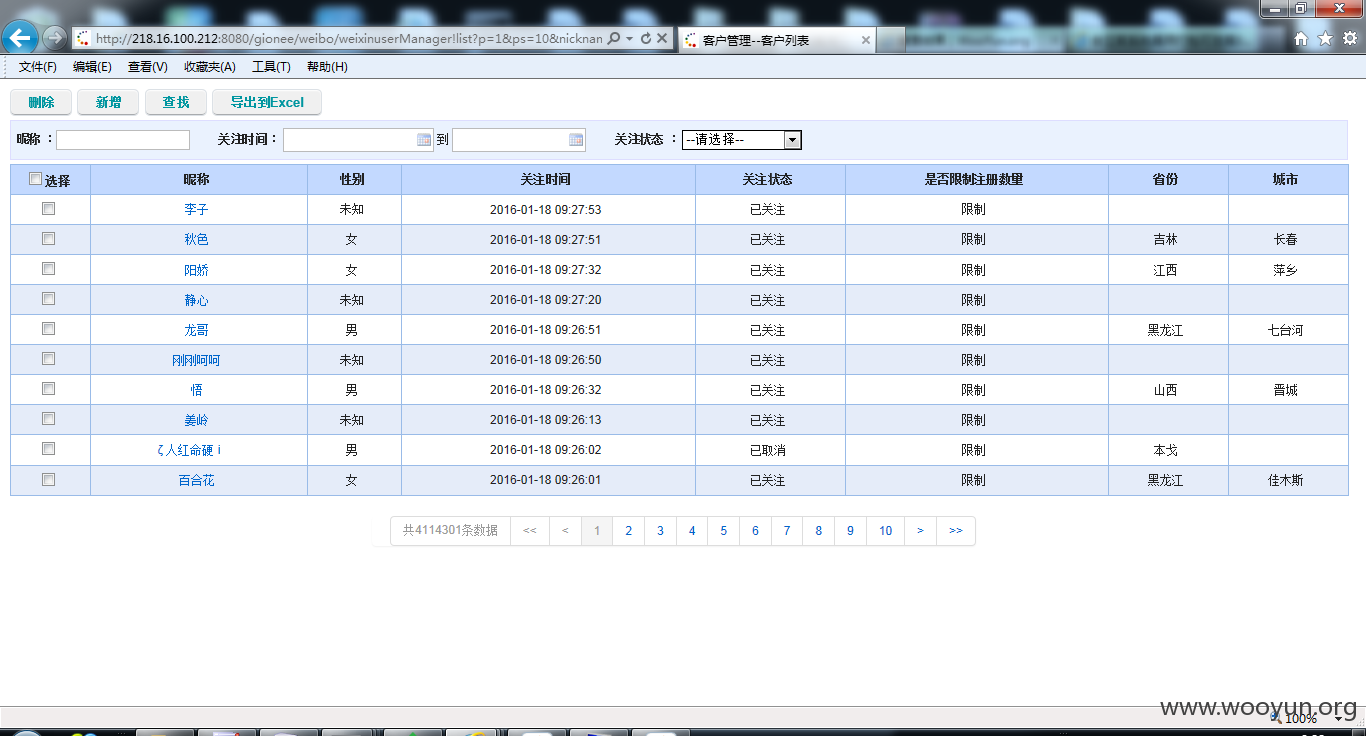 http://218.16.100.212:8080/gionee/weibo/weixinuserManager!list?p=1&ps=10&nicknan
客户管理--客户列表
文件(F) 编辑(E) 查看(V) 收藏夹(A) 工具(T) 帮助(H)
删除 新增 查找 导出到Excel
昵称 : 关注时间 : 到 关注状态 : --请选择--
选择 昵称 性别 关注时间 关注状态 是否限制注册数量 省份 城市
李子 未知 2016-01-18 09:27:53 已关注 限制
秋色 女 2016-01-18 09:27:51 已关注 限制 吉林 长春
阳娇 女 2016-01-18 09:27:32 已关注 限制 江西 萍乡
静心 未知 2016-01-18 09:27:20 已关注 限制
龙哥 男 2016-01-18 09:26:51 已关注 限制 黑龙江 七台河
刚刚呵呵 未知 2016-01-18 09:26:50 已关注 限制
悟 男 2016-01-18 09:26:32 已关注 限制 山西 晋城
姜岭 未知 2016-01-18 09:26:13 已关注 限制
ζ人红命硬i 男 2016-01-18 09:26:02 已取消 限制 本戈
百合花 女 2016-01-18 09:26:01 已关注 限制 黑龙江 佳木斯
共4114301条数据 << < 1 2 3 4 5 6 7 8 9 10 > >>
www.wooyun.org
100%